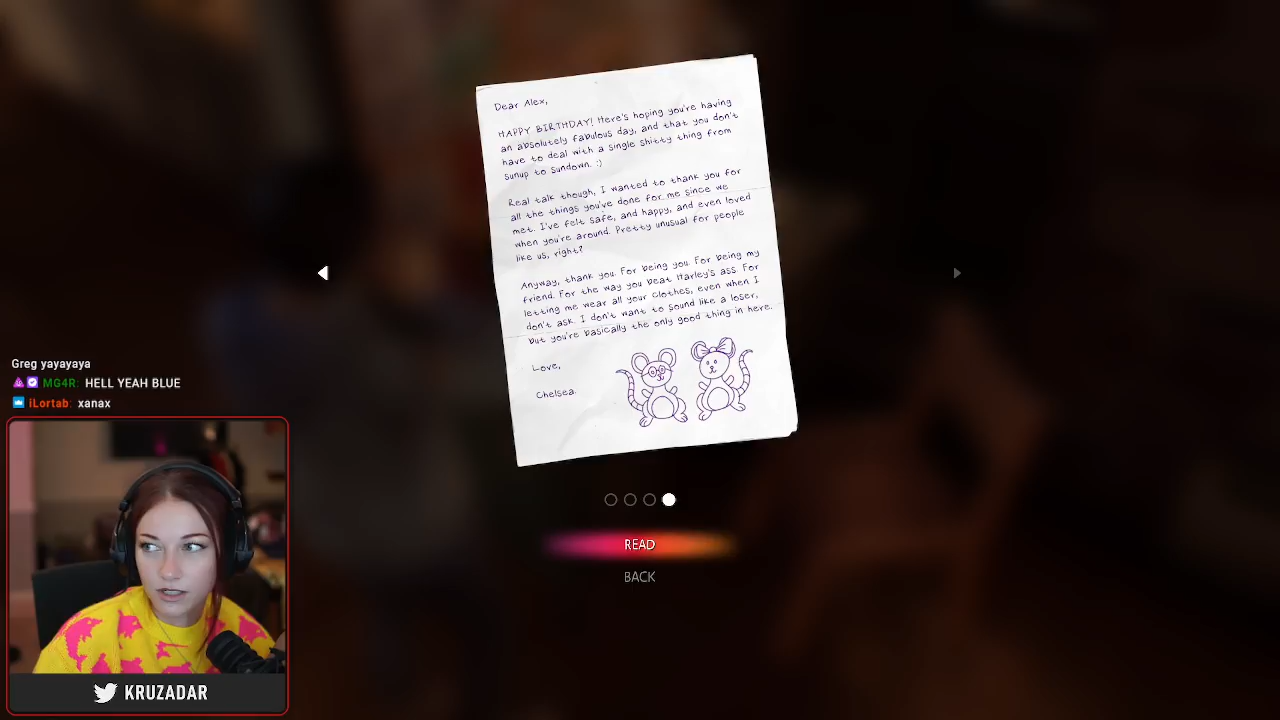 Dear Alex,
HAPPY BIRTHDAY! Here's hoping you're having
an absolutely fabulous day, and that you don't
have to deal with a single shitty thing from
sunup to sundown. :)
Real talk though, I wanted to thank you for
all the things you've done for me since we
met. I've felt safe, and happy, and even loved
when you're around. Pretty unusual for people
like us, right?
Anyway, thank you. For being you. For being my
friend. For the way you beat Harley's ass. For
letting me wear all your clothes, even when I
don't ask. I don't want to sound like a loser,
but you're basically the only good thing in here.
Love,
Chelsea.
READ
BACK
Greg yayayaya
MG4R: HELL YEAH BLUE
iLortab: xanax
KRUZADAR